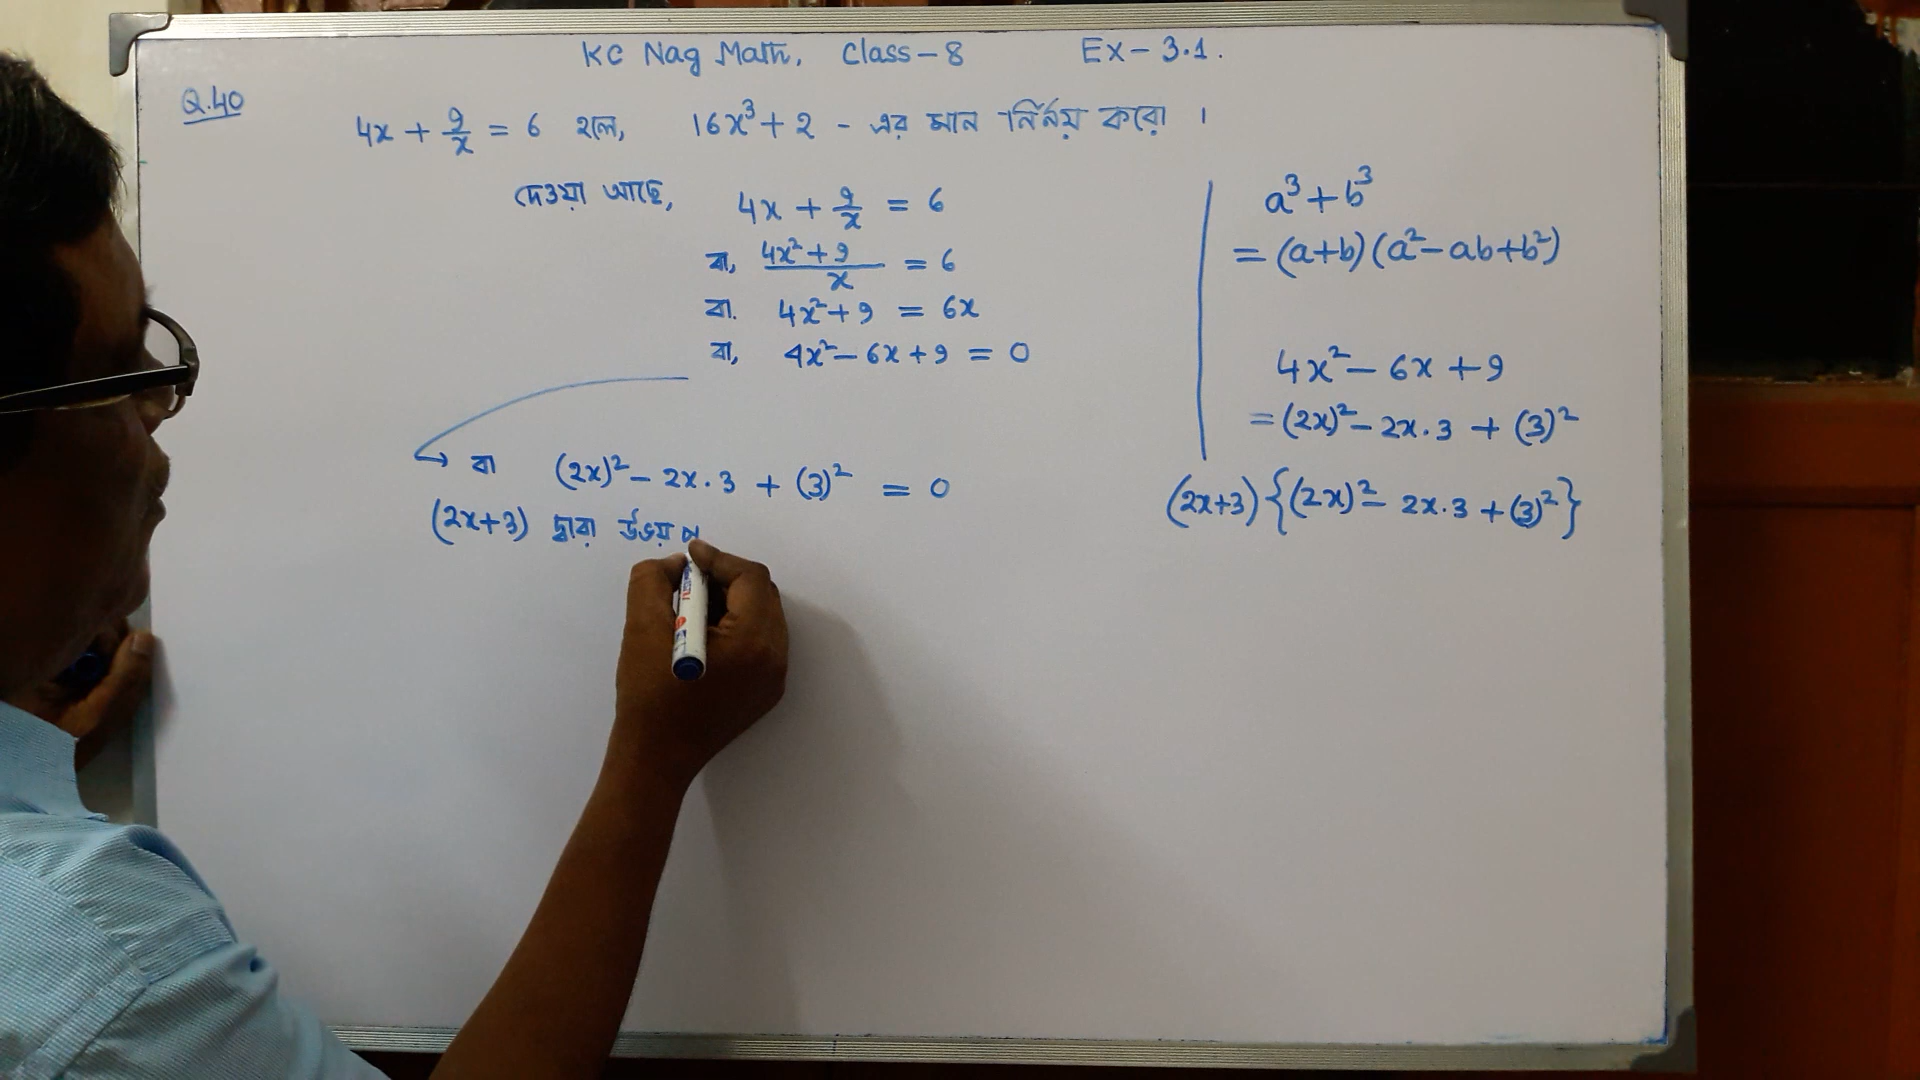 KC Nag Math, Class-8 Ex-3.1.
Q.40
4x + 9/x = 6 হলে, 16x³+2 - এর মান নির্নয় করো ।
দেওয়া আছে, 4x + 9/x = 6
বা, (4x²+9)/x = 6
বা. 4x²+9 = 6x
বা, 4x²-6x+9 = 0
বা (2x)²- 2x.3 + (3)² = 0
(2x+3) দ্বারা উভয় প
a³+b³
= (a+b)(a²-ab+b²)
4x²- 6x +9
= (2x)²- 2x.3 + (3)²
(2x+3){(2x)²- 2x.3 +(3)²}